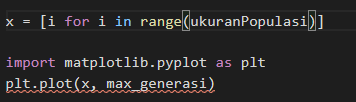 x = [i for i in range(ukuranPopulasi)]
import matplotlib.pyplot as plt
plt.plot(x, max_generasi)